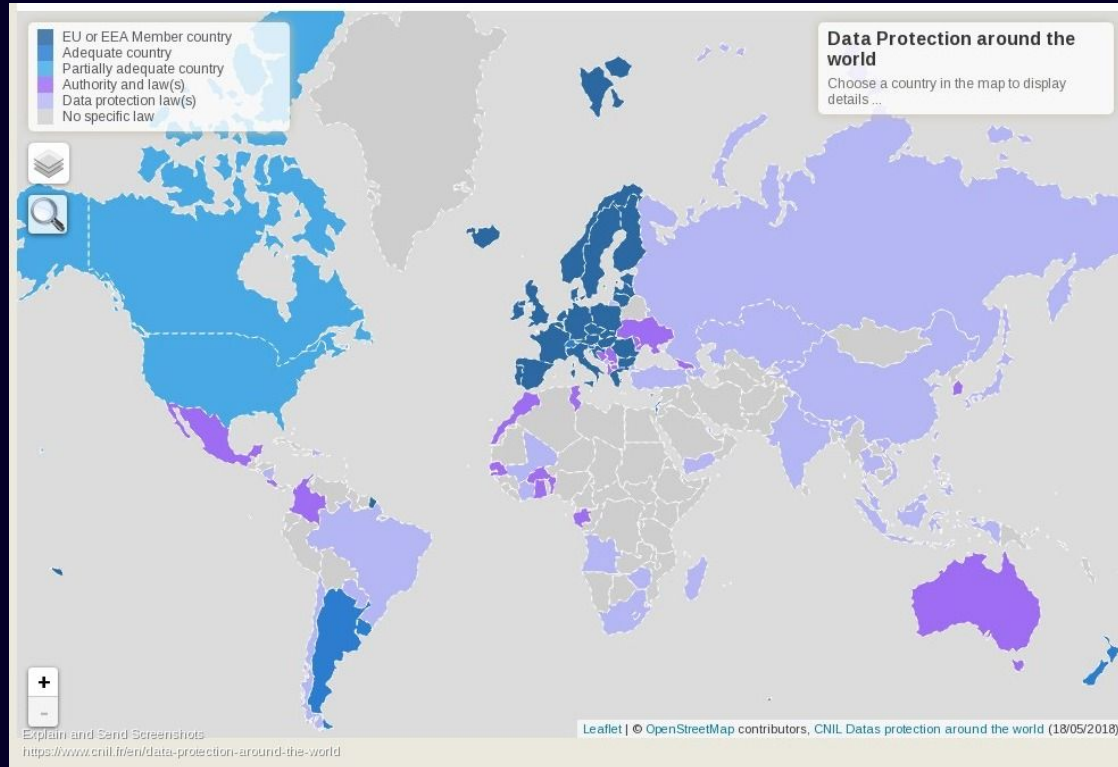 EU or EEA Member country
Adequate country
Partially adequate country
Authority and law(s)
Data protection law(s)
No specific law
Data Protection around the
world
Choose a country in the map to display
details ...
+
-
Leaflet | © OpenStreetMap contributors, CNIL Datas protection around the world (18/05/2018)
Explain and Send Screenshots
https://www.cnil.fr/en/data-protection-around-the-world